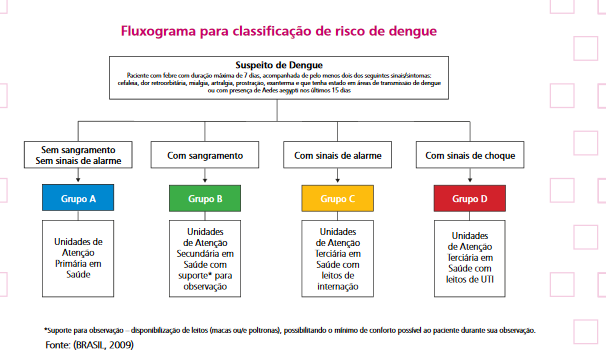 Fluxograma para classificação de risco de dengue
Suspeito de Dengue
Paciente com febre com duração máxima de 7 dias, acompanhada de pelo menos dois dos seguintes sinais/sintomas:
cefaleia, dor retroorbitária, mialgia, artralgia, prostração, exantema e que tenha estado em áreas de transmissão de dengue
ou com presença de Aedes aegypti nos últimos 15 dias
Sem sangramento
Sem sinais de alarme
Com sangramento
Com sinais de alarme
Com sinais de choque
Grupo A
Grupo B
Grupo C
Grupo D
Unidades de
Atenção
Primária em
Saúde
Unidades de
Atenção
Secundária em
Saúde com
suporte* para
observação
Unidades de
Atenção
Terciária em
Saúde com
leitos de
internação
Unidades de
Atenção
Terciária em
Saúde com
leitos de UTI
*Suporte para observação – disponibilização de leitos (macas ou/e poltronas), possibilitando o mínimo de conforto possível ao paciente durante sua observação.
Fonte: (BRASIL, 2009)